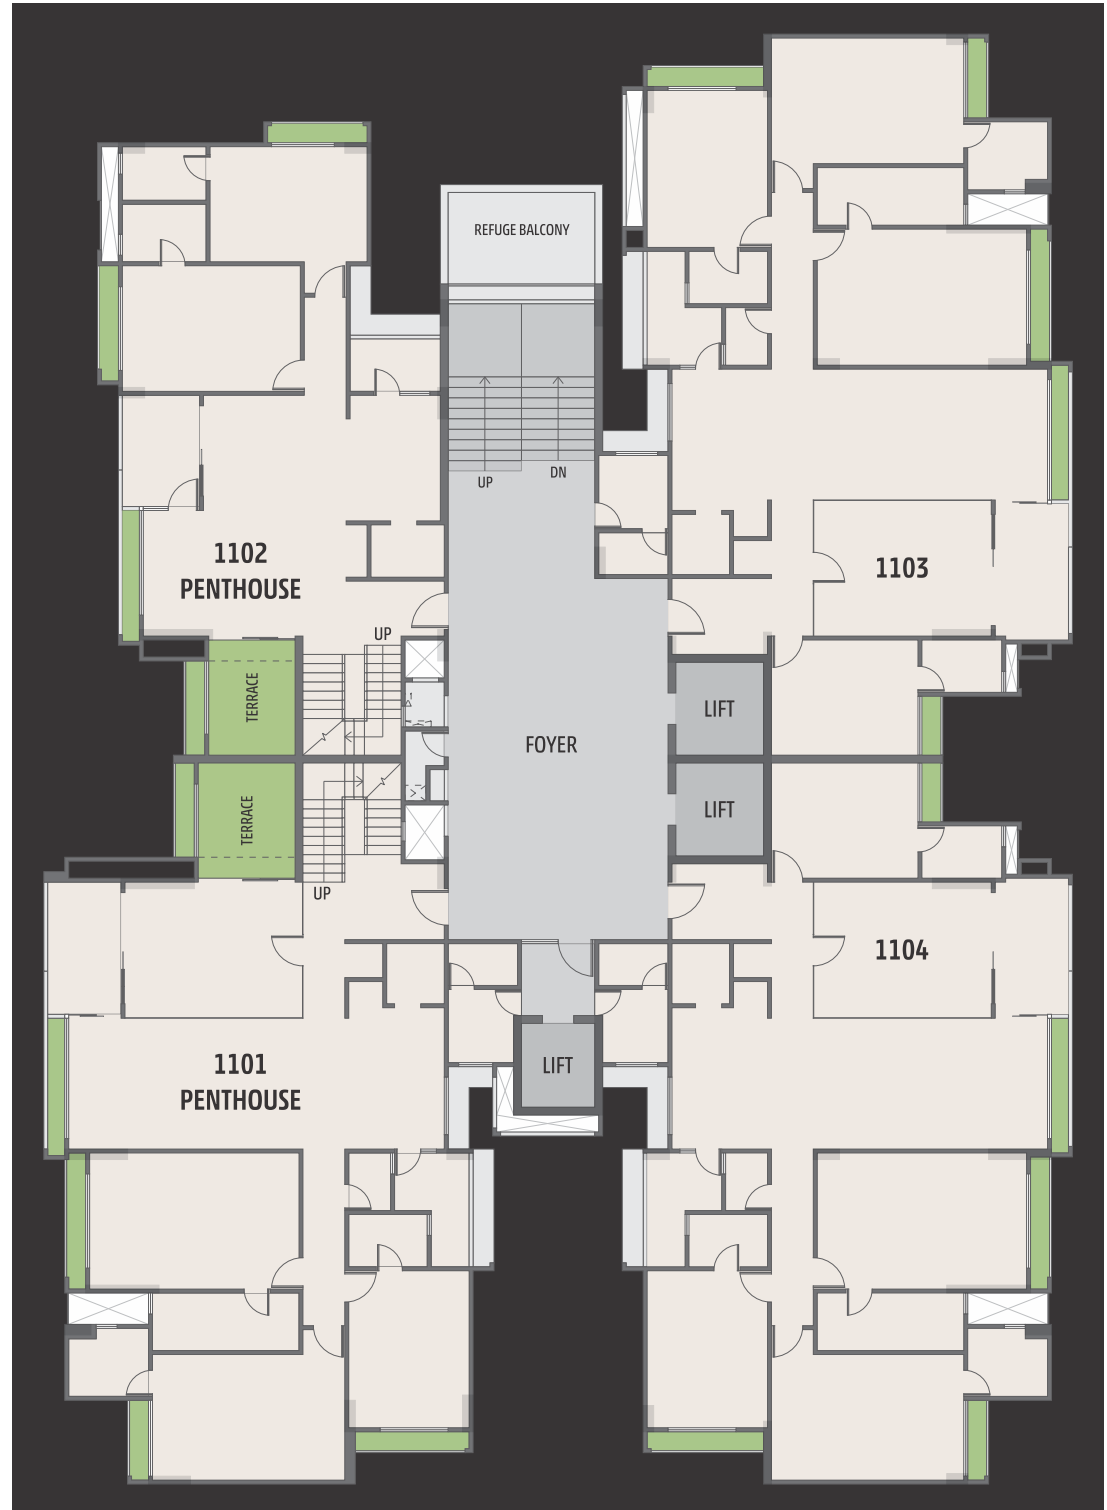 REFUGE BALCONY
UP
DN
1102
PENTHOUSE
1103
UP
TERRACE
LIFT
FOYER
TERRACE
LIFT
UP
1104
1101
PENTHOUSE
LIFT